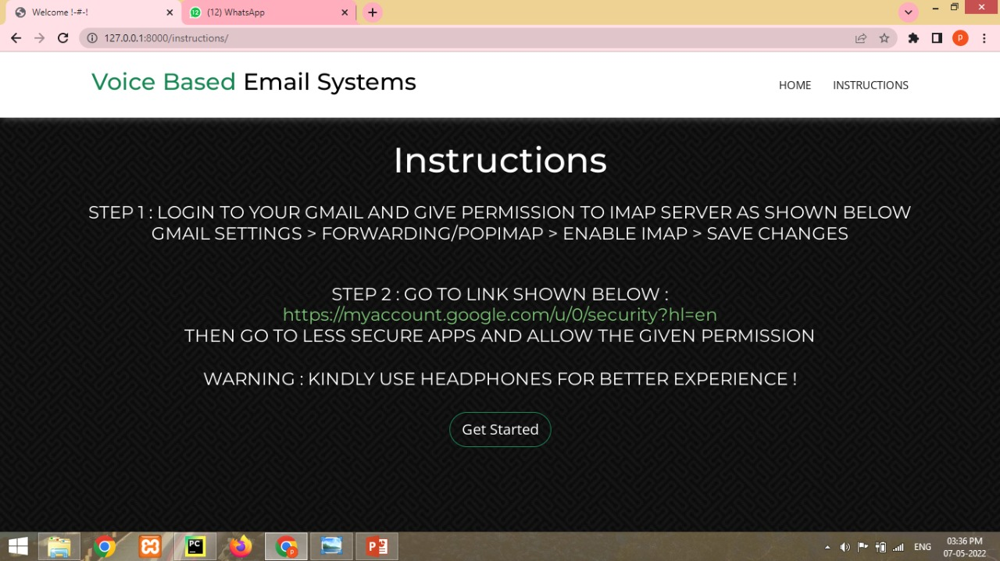 Welcome !-#-!
(12) WhatsApp
127.0.0.1:8000/instructions/
Voice Based Email Systems
HOME
INSTRUCTIONS
Instructions
STEP 1 : LOGIN TO YOUR GMAIL AND GIVE PERMISSION TO IMAP SERVER AS SHOWN BELOW
GMAIL SETTINGS > FORWARDING/POPIMAP > ENABLE IMAP > SAVE CHANGES
STEP 2 : GO TO LINK SHOWN BELOW :
https://myaccount.google.com/u/0/security?hl=en
THEN GO TO LESS SECURE APPS AND ALLOW THE GIVEN PERMISSION
WARNING : KINDLY USE HEADPHONES FOR BETTER EXPERIENCE !
Get Started
ENG
03:36 PM
07-05-2022